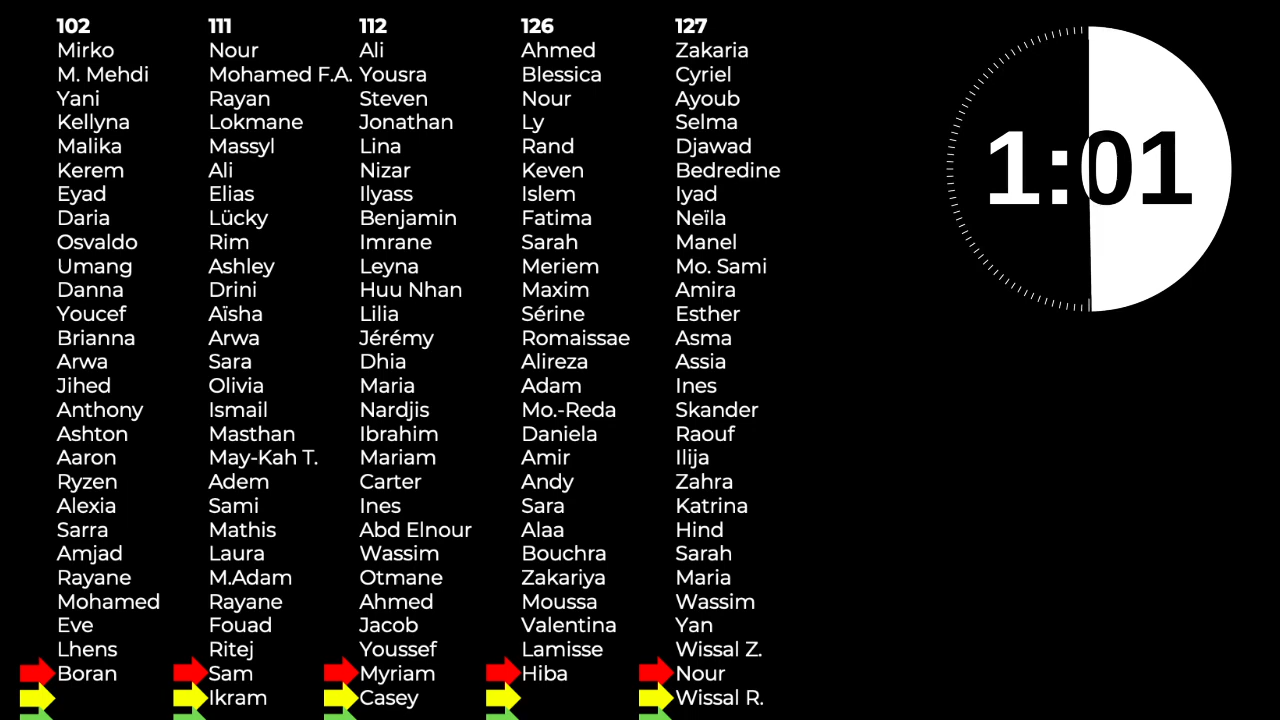 102
Mirko
M. Mehdi
Yani
Kellyna
Malika
Kerem
Eyad
Daria
Osvaldo
Umang
Danna
Youcef
Brianna
Arwa
Jihed
Anthony
Ashton
Aaron
Ryzen
Alexia
Sarra
Amjad
Rayane
Mohamed
Eve
Lhens
Boran
111
Nour
Mohamed F.A.
Rayan
Lokmane
Massyl
Ali
Elias
Lücky
Rim
Ashley
Drini
Aïsha
Arwa
Sara
Olivia
Ismail
Masthan
May-Kah T.
Adem
Sami
Mathis
Laura
M.Adam
Rayane
Fouad
Ritej
Sam
Ikram
112
Ali
Yousra
Steven
Jonathan
Lina
Nizar
Ilyass
Benjamin
Imrane
Leyna
Huu Nhan
Lilia
Jérémy
Dhia
Maria
Nardjis
Ibrahim
Mariam
Carter
Ines
Abd Elnour
Wassim
Otmane
Ahmed
Jacob
Youssef
Myriam
Casey
126
Ahmed
Blessica
Nour
Ly
Rand
Keven
Islem
Fatima
Sarah
Meriem
Maxim
Sérine
Romaissae
Alireza
Adam
Mo.-Reda
Daniela
Amir
Andy
Sara
Alaa
Bouchra
Zakariya
Moussa
Valentina
Lamisse
Hiba
127
Zakaria
Cyriel
Ayoub
Selma
Djawad
Bedredine
Iyad
Neïla
Manel
Mo. Sami
Amira
Esther
Asma
Assia
Ines
Skander
Raouf
Ilija
Zahra
Katrina
Hind
Sarah
Maria
Wassim
Yan
Wissal Z.
Nour
Wissal R.
1:01